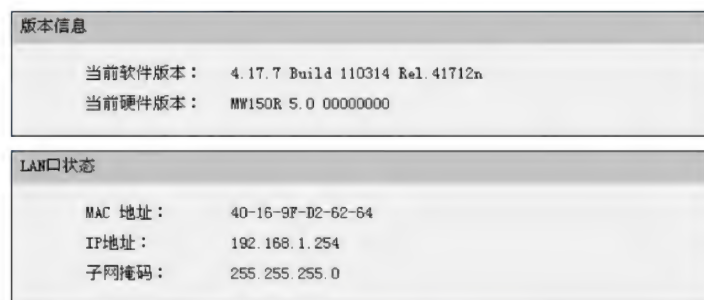 版本信息
当前软件版本： 4.17.7 Build 110314 Rel.41712n
当前硬件版本： MW150R 5.0 00000000
LAN口状态
MAC 地址： 40-16-9F-D2-62-64
IP地址： 192.168.1.254
子网掩码： 255.255.255.0